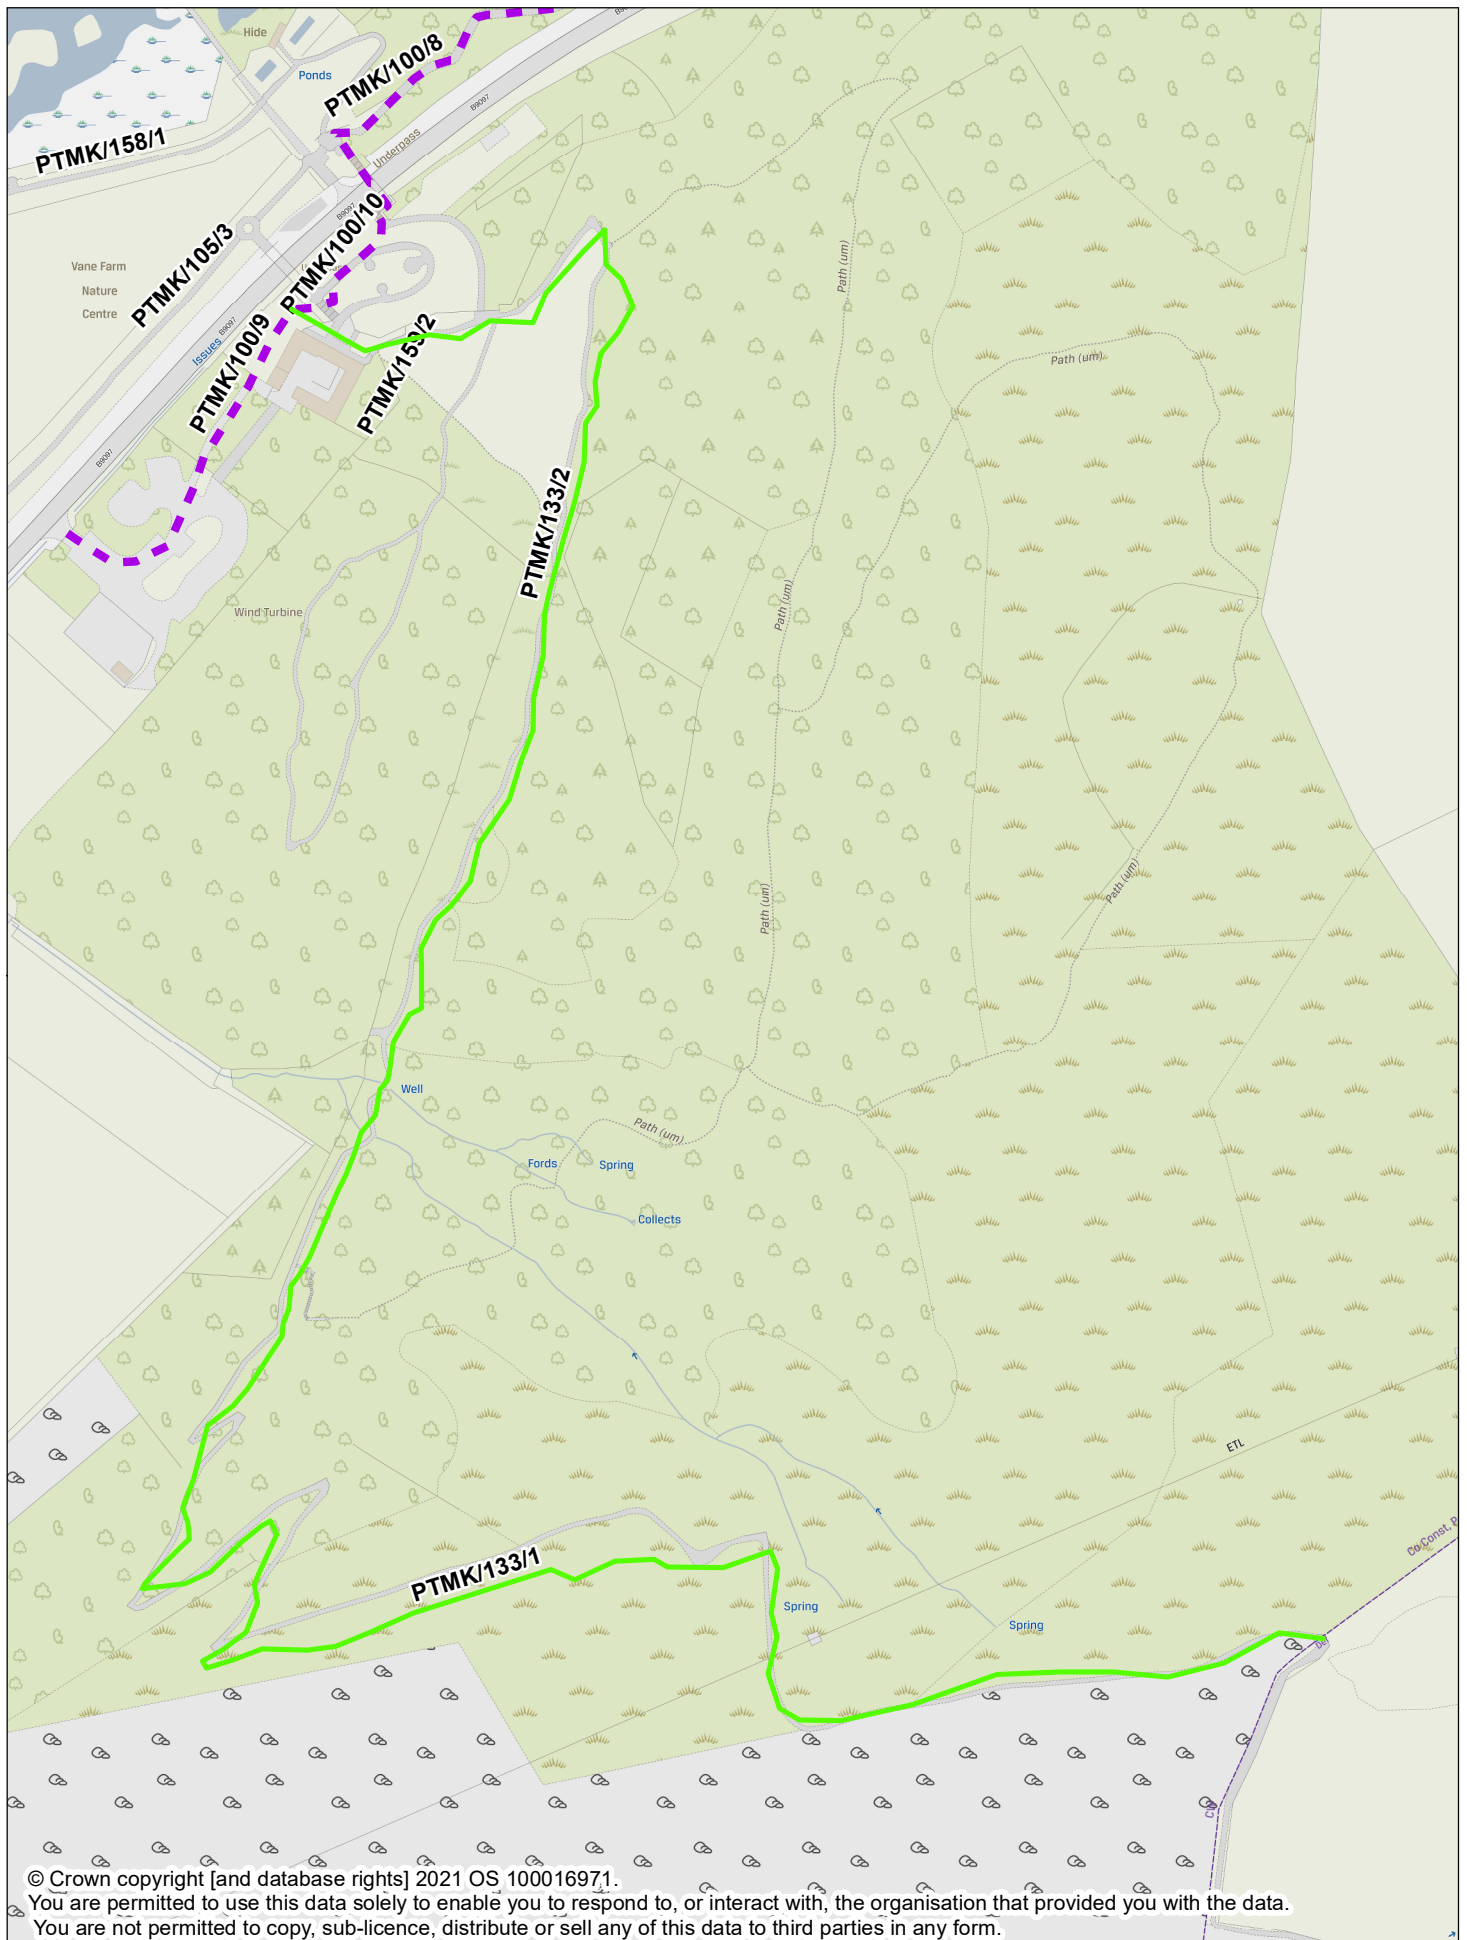 Hide
B9097
PTMK/100/8
Ponds
B9097
Underpass
PTMK/158/1
B9097
PTMK/100/10
PTMK/105/3
Vane Farm
Nature
Centre
Path (um)
PTMK/100/9
B9097
Issues
PTMK/159/2
Path (um)
B9097
PTMK/133/2
Path (um)
Wind Turbine
Path (um)
Path (um)
Well
Path (um)
Fords
Spring
Collects
ETL
Co Const, P
PTMK/133/1
Spring
Spring
CW
© Crown copyright [and database rights] 2021 OS 100016971.
You are permitted to use this data solely to enable you to respond to, or interact with, the organisation that provided you with the data.
You are not permitted to copy, sub-licence, distribute or sell any of this data to third parties in any form.